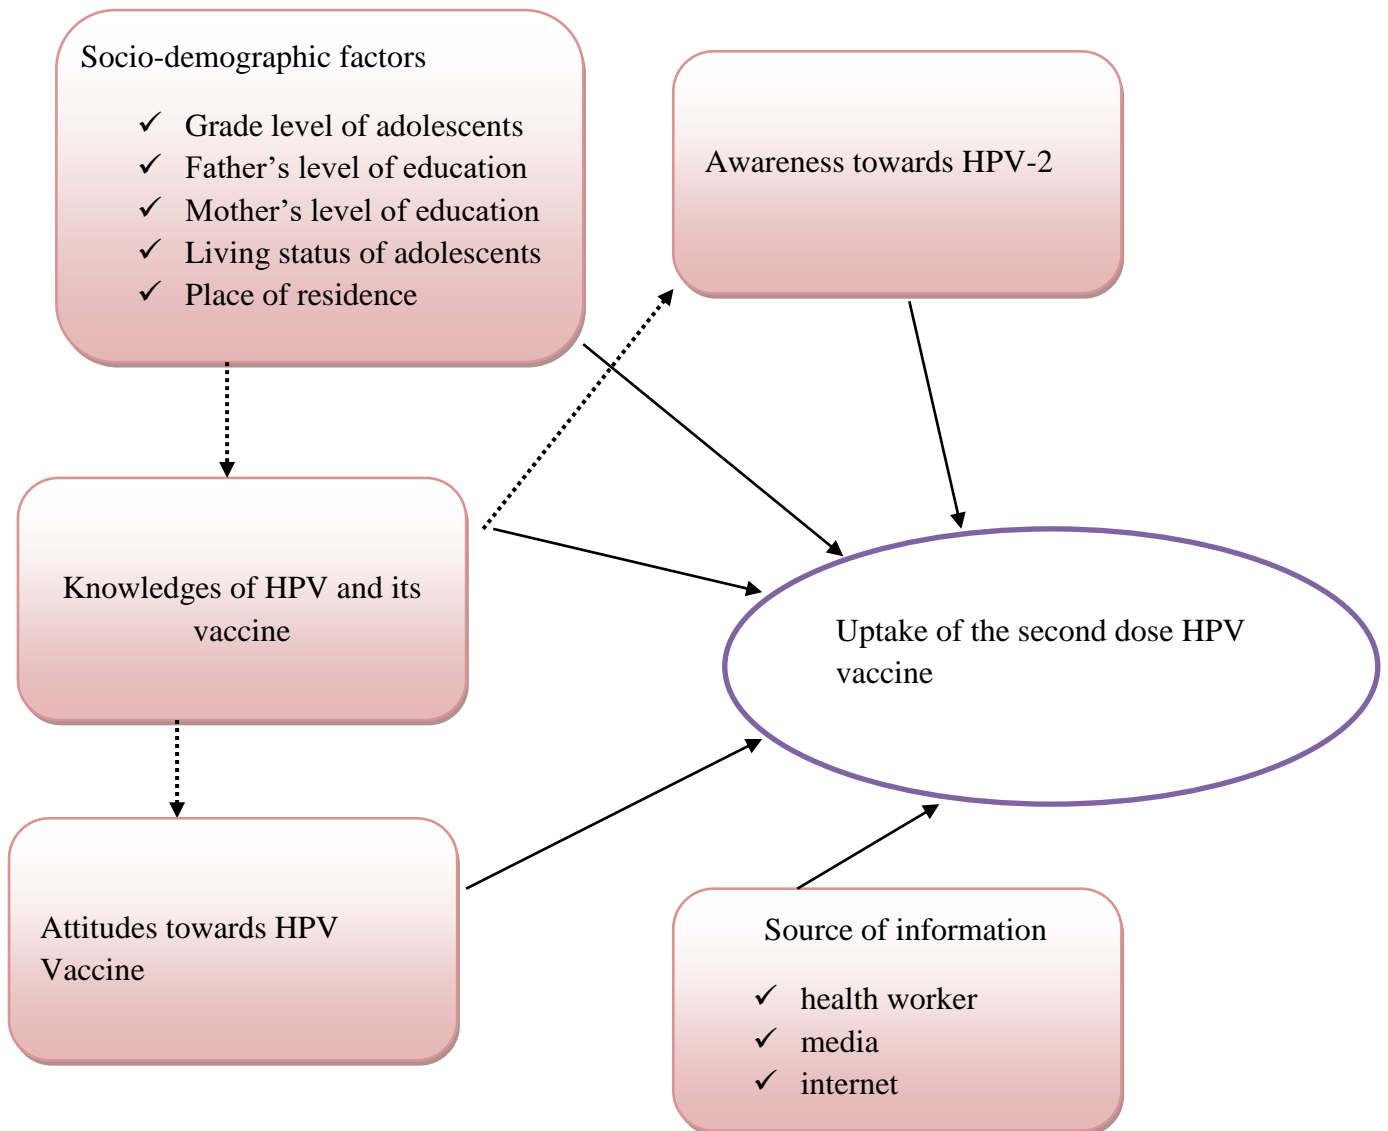 Socio-demographic factors
✓ Grade level of adolescents
✓ Father’s level of education
✓ Mother’s level of education
✓ Living status of adolescents
✓ Place of residence
Awareness towards HPV-2
Knowledges of HPV and its
vaccine
Uptake of the second dose HPV
vaccine
Attitudes towards HPV
Vaccine
Source of information
✓ health worker
✓ media
✓ internet